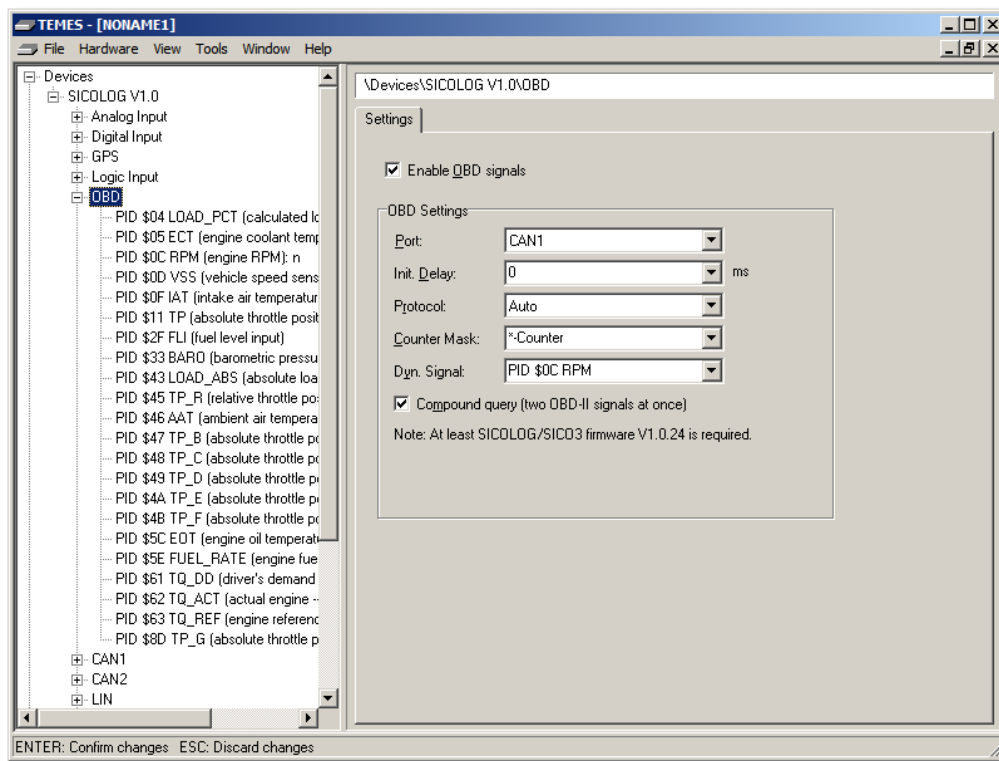 TEMES - [NONAME1]
File Hardware View Tools Window Help
Devices
SICOLOG V1.0
Analog Input
Digital Input
GPS
Logic Input
OBD
PID $04 LOAD_PCT (calculated lo
PID $05 ECT (engine coolant temp
PID $0C RPM (engine RPM): n
PID $0D VSS (vehicle speed sens
PID $0F IAT (intake air temperatur
PID $11 TP (absolute throttle posit
PID $2F FLI (fuel level input)
PID $33 BARO (barometric pressu
PID $43 LOAD_ABS (absolute loa
PID $45 TP_R (relative throttle po
PID $46 AAT (ambient air tempera
PID $47 TP_B (absolute throttle po
PID $48 TP_C (absolute throttle po
PID $49 TP_D (absolute throttle po
PID $4A TP_E (absolute throttle po
PID $4B TP_F (absolute throttle po
PID $5C EOT (engine oil temperatu
PID $5E FUEL_RATE (engine fue
PID $61 TQ_DD (driver's demand
PID $62 TQ_ACT (actual engine -
PID $63 TQ_REF (engine referenc
PID $8D TP_G (absolute throttle p
CAN1
CAN2
LIN
\Devices\SICOLOG V1.0\OBD
Settings
Enable OBD signals
OBD Settings
Port: CAN1
Init. Delay: 0 ms
Protocol: Auto
Counter Mask: *-Counter
Dyn. Signal: PID $0C RPM
Compound query (two OBD-II signals at once)
Note: At least SICOLOG/SICO3 firmware V1.0.24 is required.
ENTER: Confirm changes ESC: Discard changes